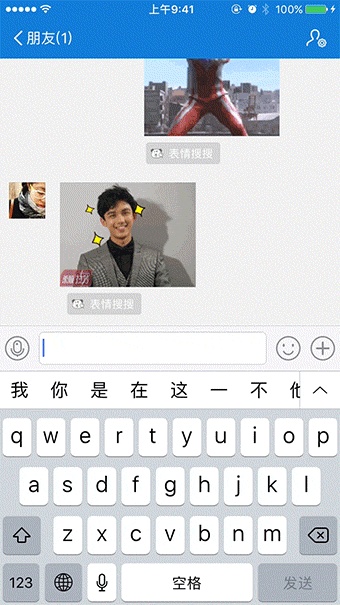 上午9:41
100%
朋友(1)
表情搜搜
表情搜搜
我 你 是 在 这 一 不 他
q w e r t y u i o p
a s d f g h j k l
z x c v b n m
123 空格 发送